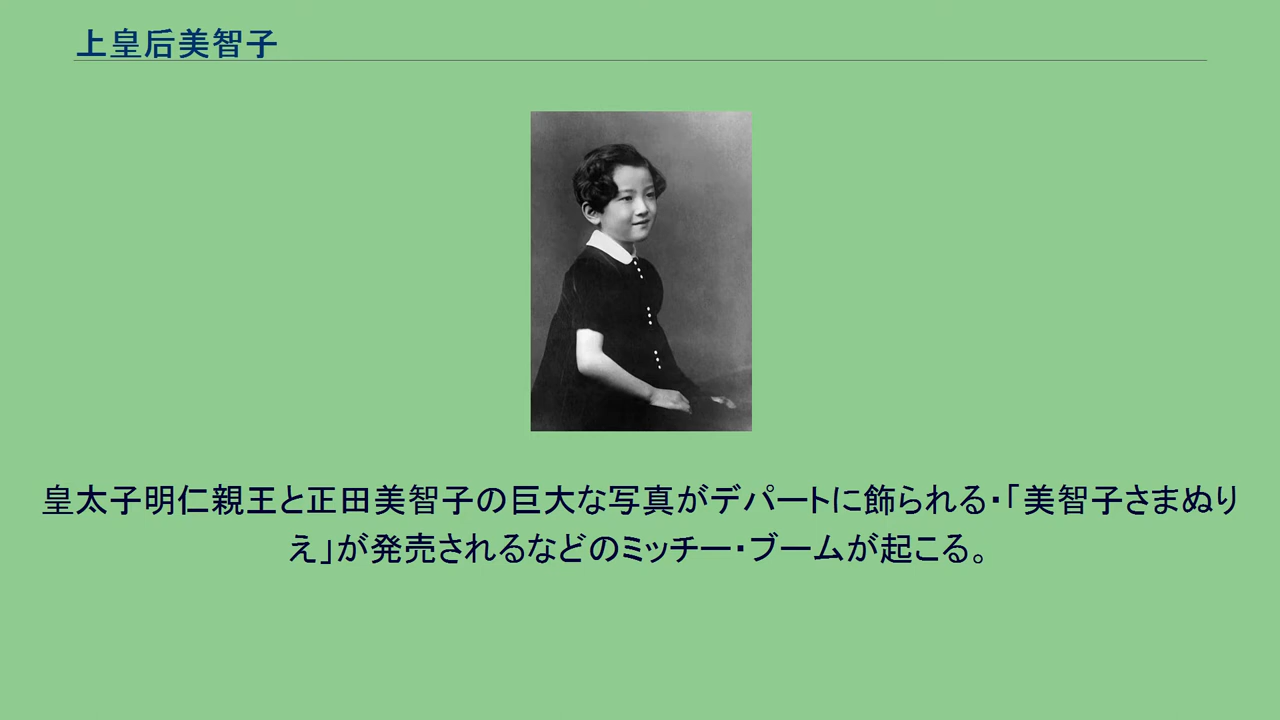 上皇后美智子
皇太子明仁親王と正田美智子の巨大な写真がデパートに飾られる・「美智子さまぬり
え」が発売されるなどのミッチー・ブームが起こる。